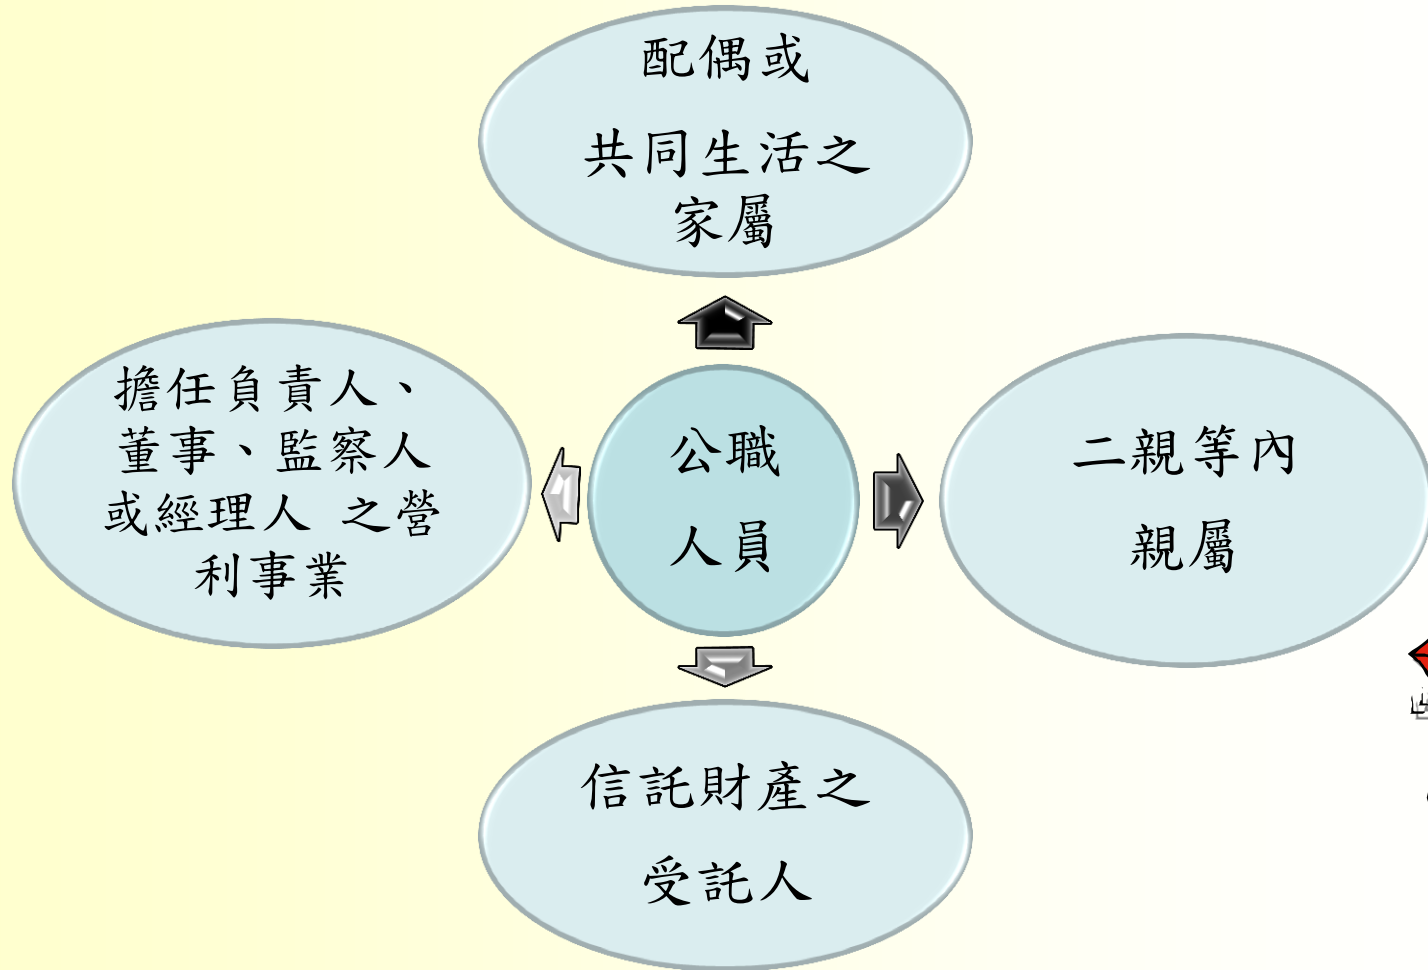 配偶或
共同生活之
家屬
擔任負責人、
董事、監察人
或經理人 之營
利事業
公職
人員
二親等內
親屬
信託財產之
受託人